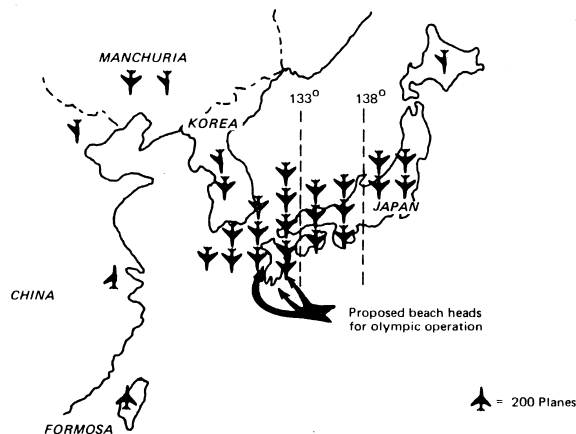 MANCHURIA
133°
138°
KOREA
JAPAN
CHINA
Proposed beach heads
for olympic operation
= 200 Planes
FORMOSA